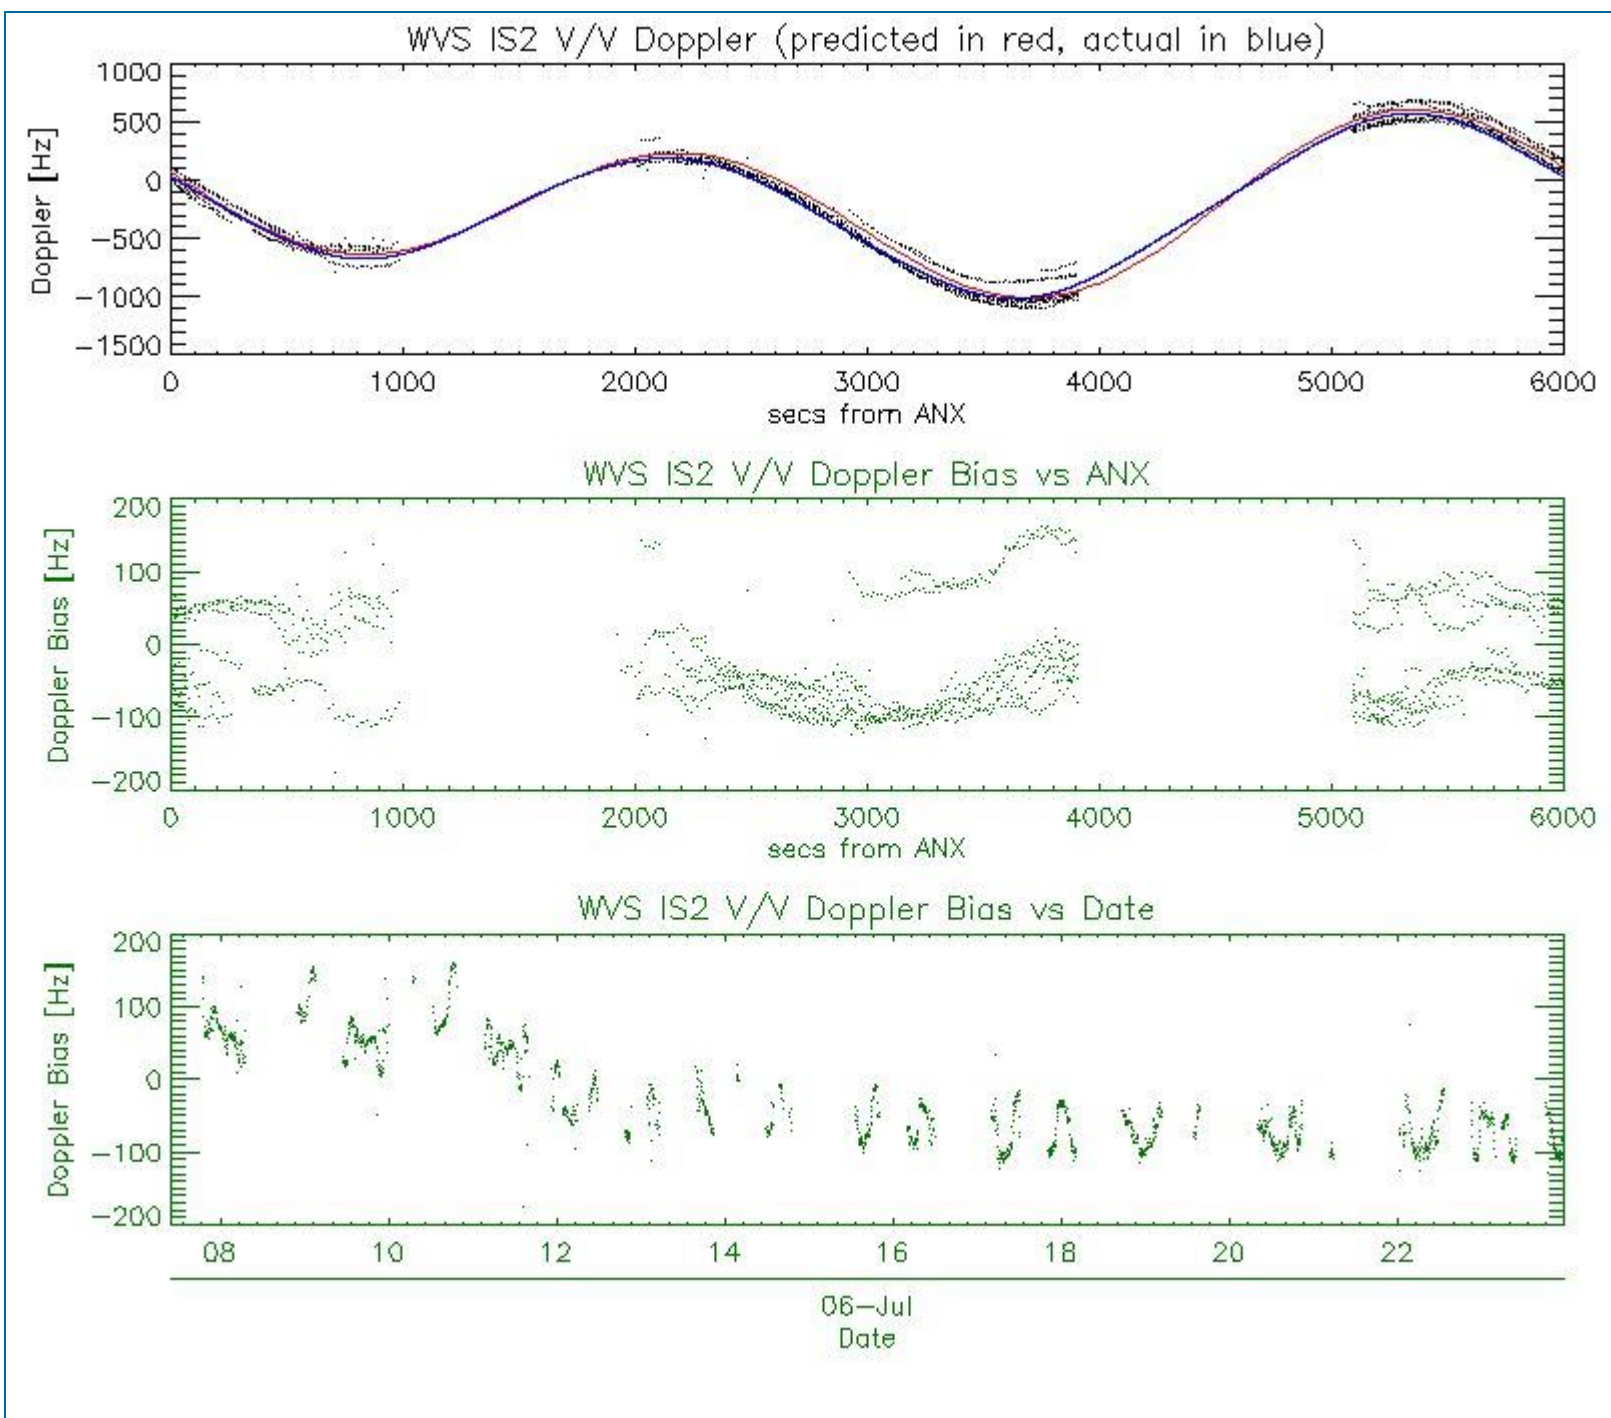 WVS IS2 V/V Doppler (predicted in red, actual in blue)
1000
500
0
−500
−1000
−1500
Doppler [Hz]
0 1000 2000 3000 4000 5000 6000
secs from ANX
WVS IS2 V/V Doppler Bias vs ANX
200
100
0
−100
−200
Doppler Bias [Hz]
0 1000 2000 3000 4000 5000 6000
secs from ANX
WVS IS2 V/V Doppler Bias vs Date
200
100
0
−100
−200
Doppler Bias [Hz]
08 10 12 14 16 18 20 22
06−Jul
Date